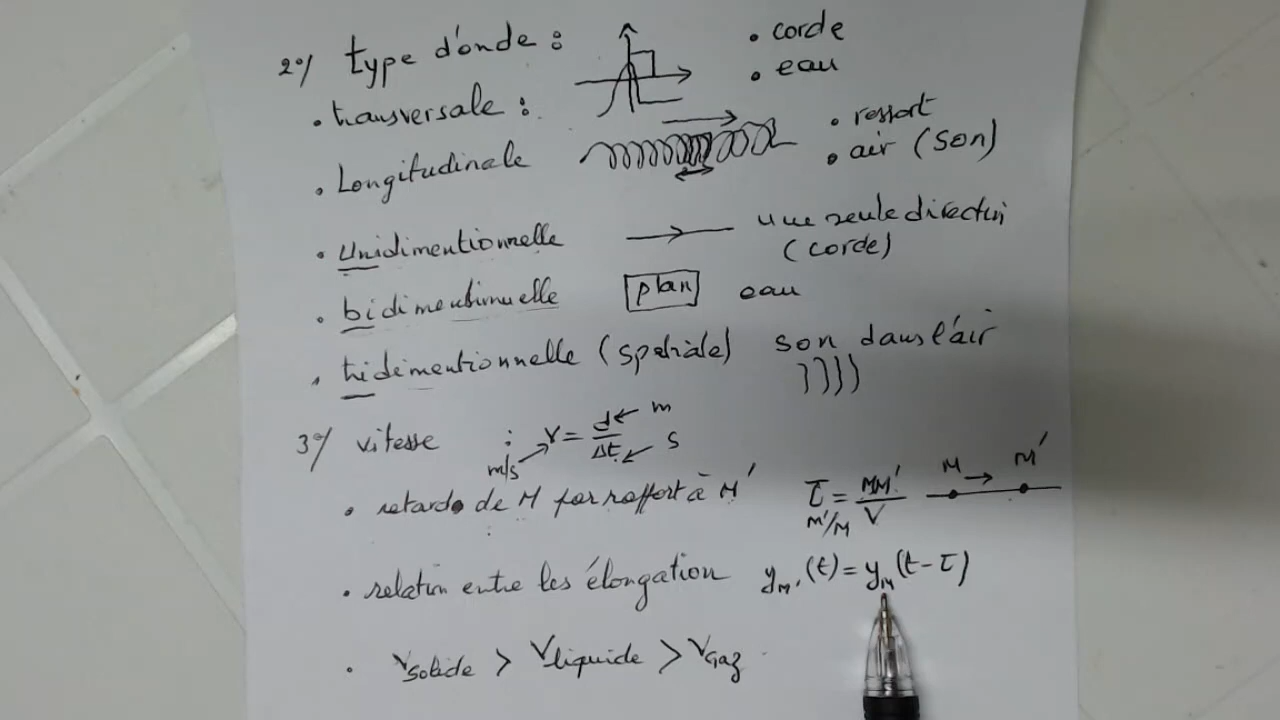 2°/ type d'onde :
• corde
• eau
• transversale :
• Longitudinale
• ressort
• air (son)
• Unidimentionnelle → une seule direction (corde)
• bidimentionnelle plan eau
• tridimentionnelle (spatiale) son dans l'air
))))
3°/ vitesse : V = d/Δt
m
s
m/s
• retard de M par rapport à M' τ M'/M = MM'/V
M → M'
• relation entre les élongation yM'(t) = yM(t - τ)
• Vsolide > Vliquide > VGaz